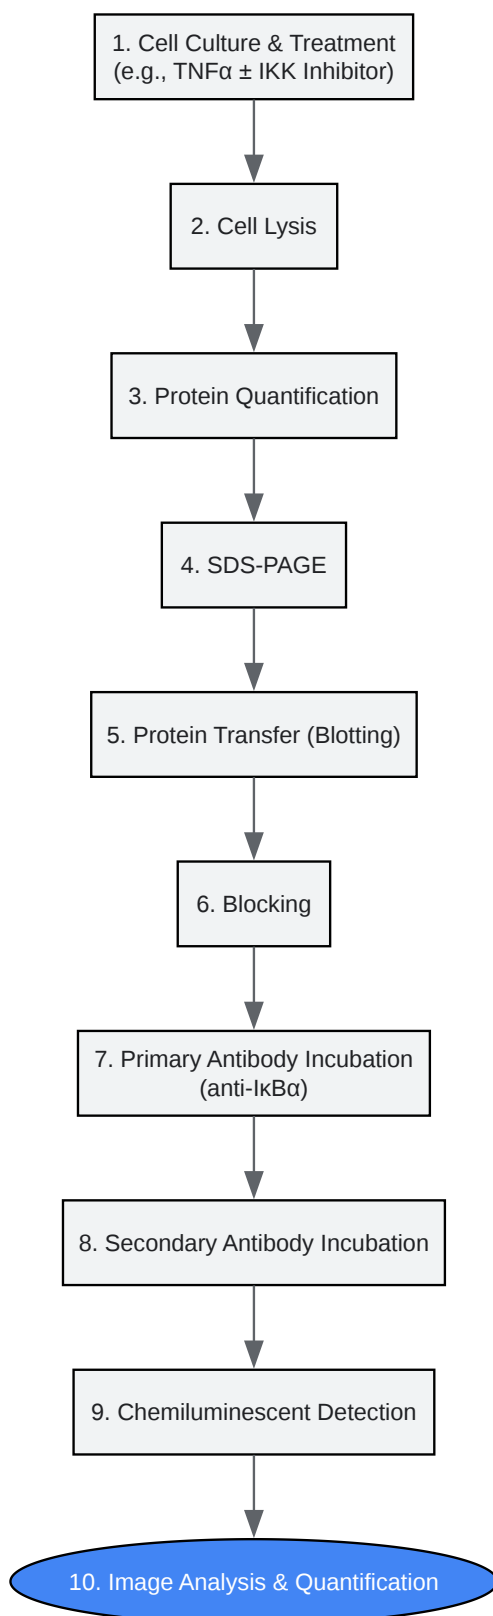 1. Cell Culture & Treatment
(e.g., TNFα ± IKK Inhibitor)
2. Cell Lysis
3. Protein Quantification
4. SDS-PAGE
5. Protein Transfer (Blotting)
6. Blocking
7. Primary Antibody Incubation
(anti-IκBα)
8. Secondary Antibody Incubation
9. Chemiluminescent Detection
10. Image Analysis & Quantification